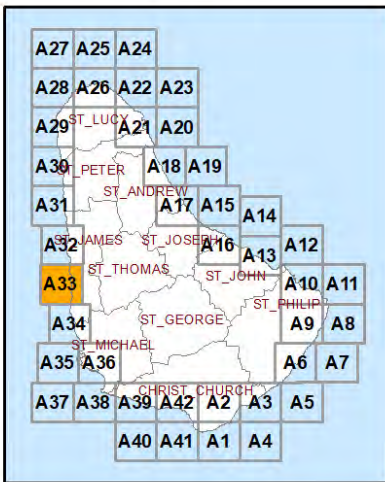 A27 A25 A24
A28 A26 A22 A23
A29 ST_LUCY A21 A20
A30 ST_PETER A18 A19
ST_ANDREW
A31 A17 A15 A14
A32 ST_JAMES ST_JOSEPH A16 A13 A12
A33 ST_THOMAS ST_JOHN A10 A11
ST_PHILIP
A34 ST_GEORGE A9 A8
ST_MICHAEL
A35 A36 A6 A7
CHRIST_CHURCH
A37 A38 A39 A42 A2 A3 A5
A40 A41 A1 A4